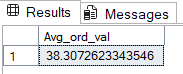 Results Messages
Avg_ord_val
1 38.3072623343546